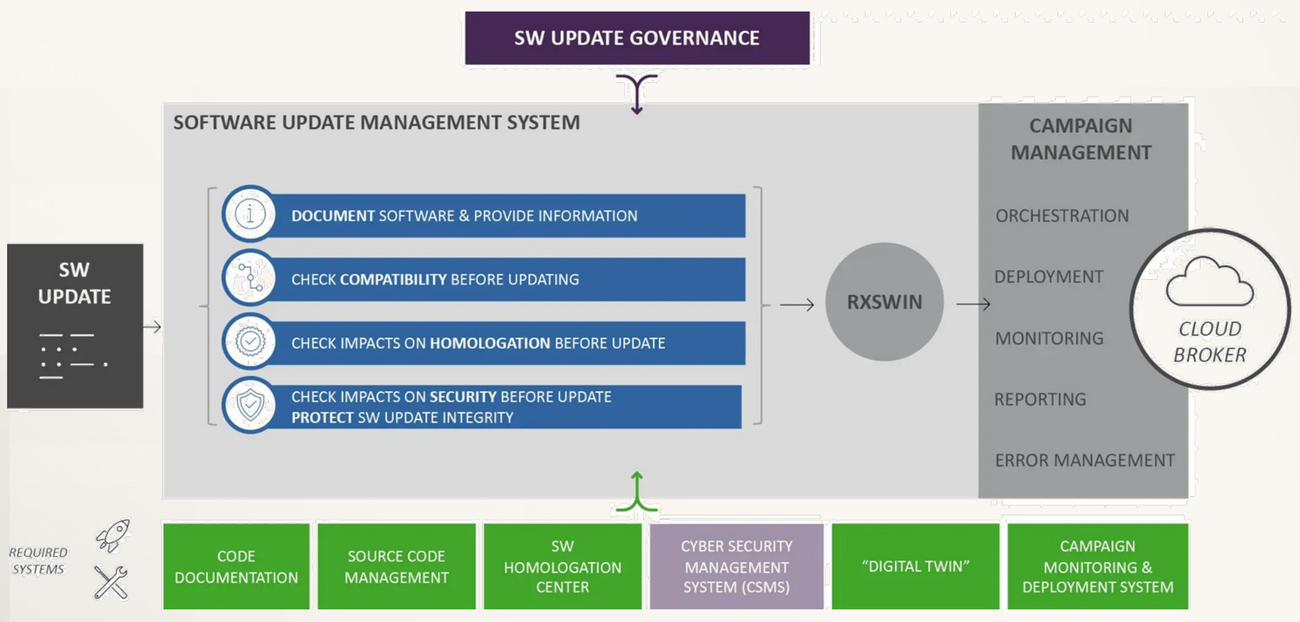 SW UPDATE GOVERNANCE
SOFTWARE UPDATE MANAGEMENT SYSTEM
SW
UPDATE
DOCUMENT SOFTWARE & PROVIDE INFORMATION
CHECK COMPATIBILITY BEFORE UPDATING
CHECK IMPACTS ON HOMOLOGATION BEFORE UPDATE
CHECK IMPACTS ON SECURITY BEFORE UPDATE
PROTECT SW UPDATE INTEGRITY
RXSWIN
CAMPAIGN
MANAGEMENT
ORCHESTRATION
DEPLOYMENT
MONITORING
REPORTING
ERROR MANAGEMENT
CLOUD
BROKER
REQUIRED
SYSTEMS
CODE
DOCUMENTATION
SOURCE CODE
MANAGEMENT
SW
HOMOLOGATION
CENTER
CYBER SECURITY
MANAGEMENT
SYSTEM (CSMS)
“DIGITAL TWIN”
CAMPAIGN
MONITORING &
DEPLOYMENT SYSTEM